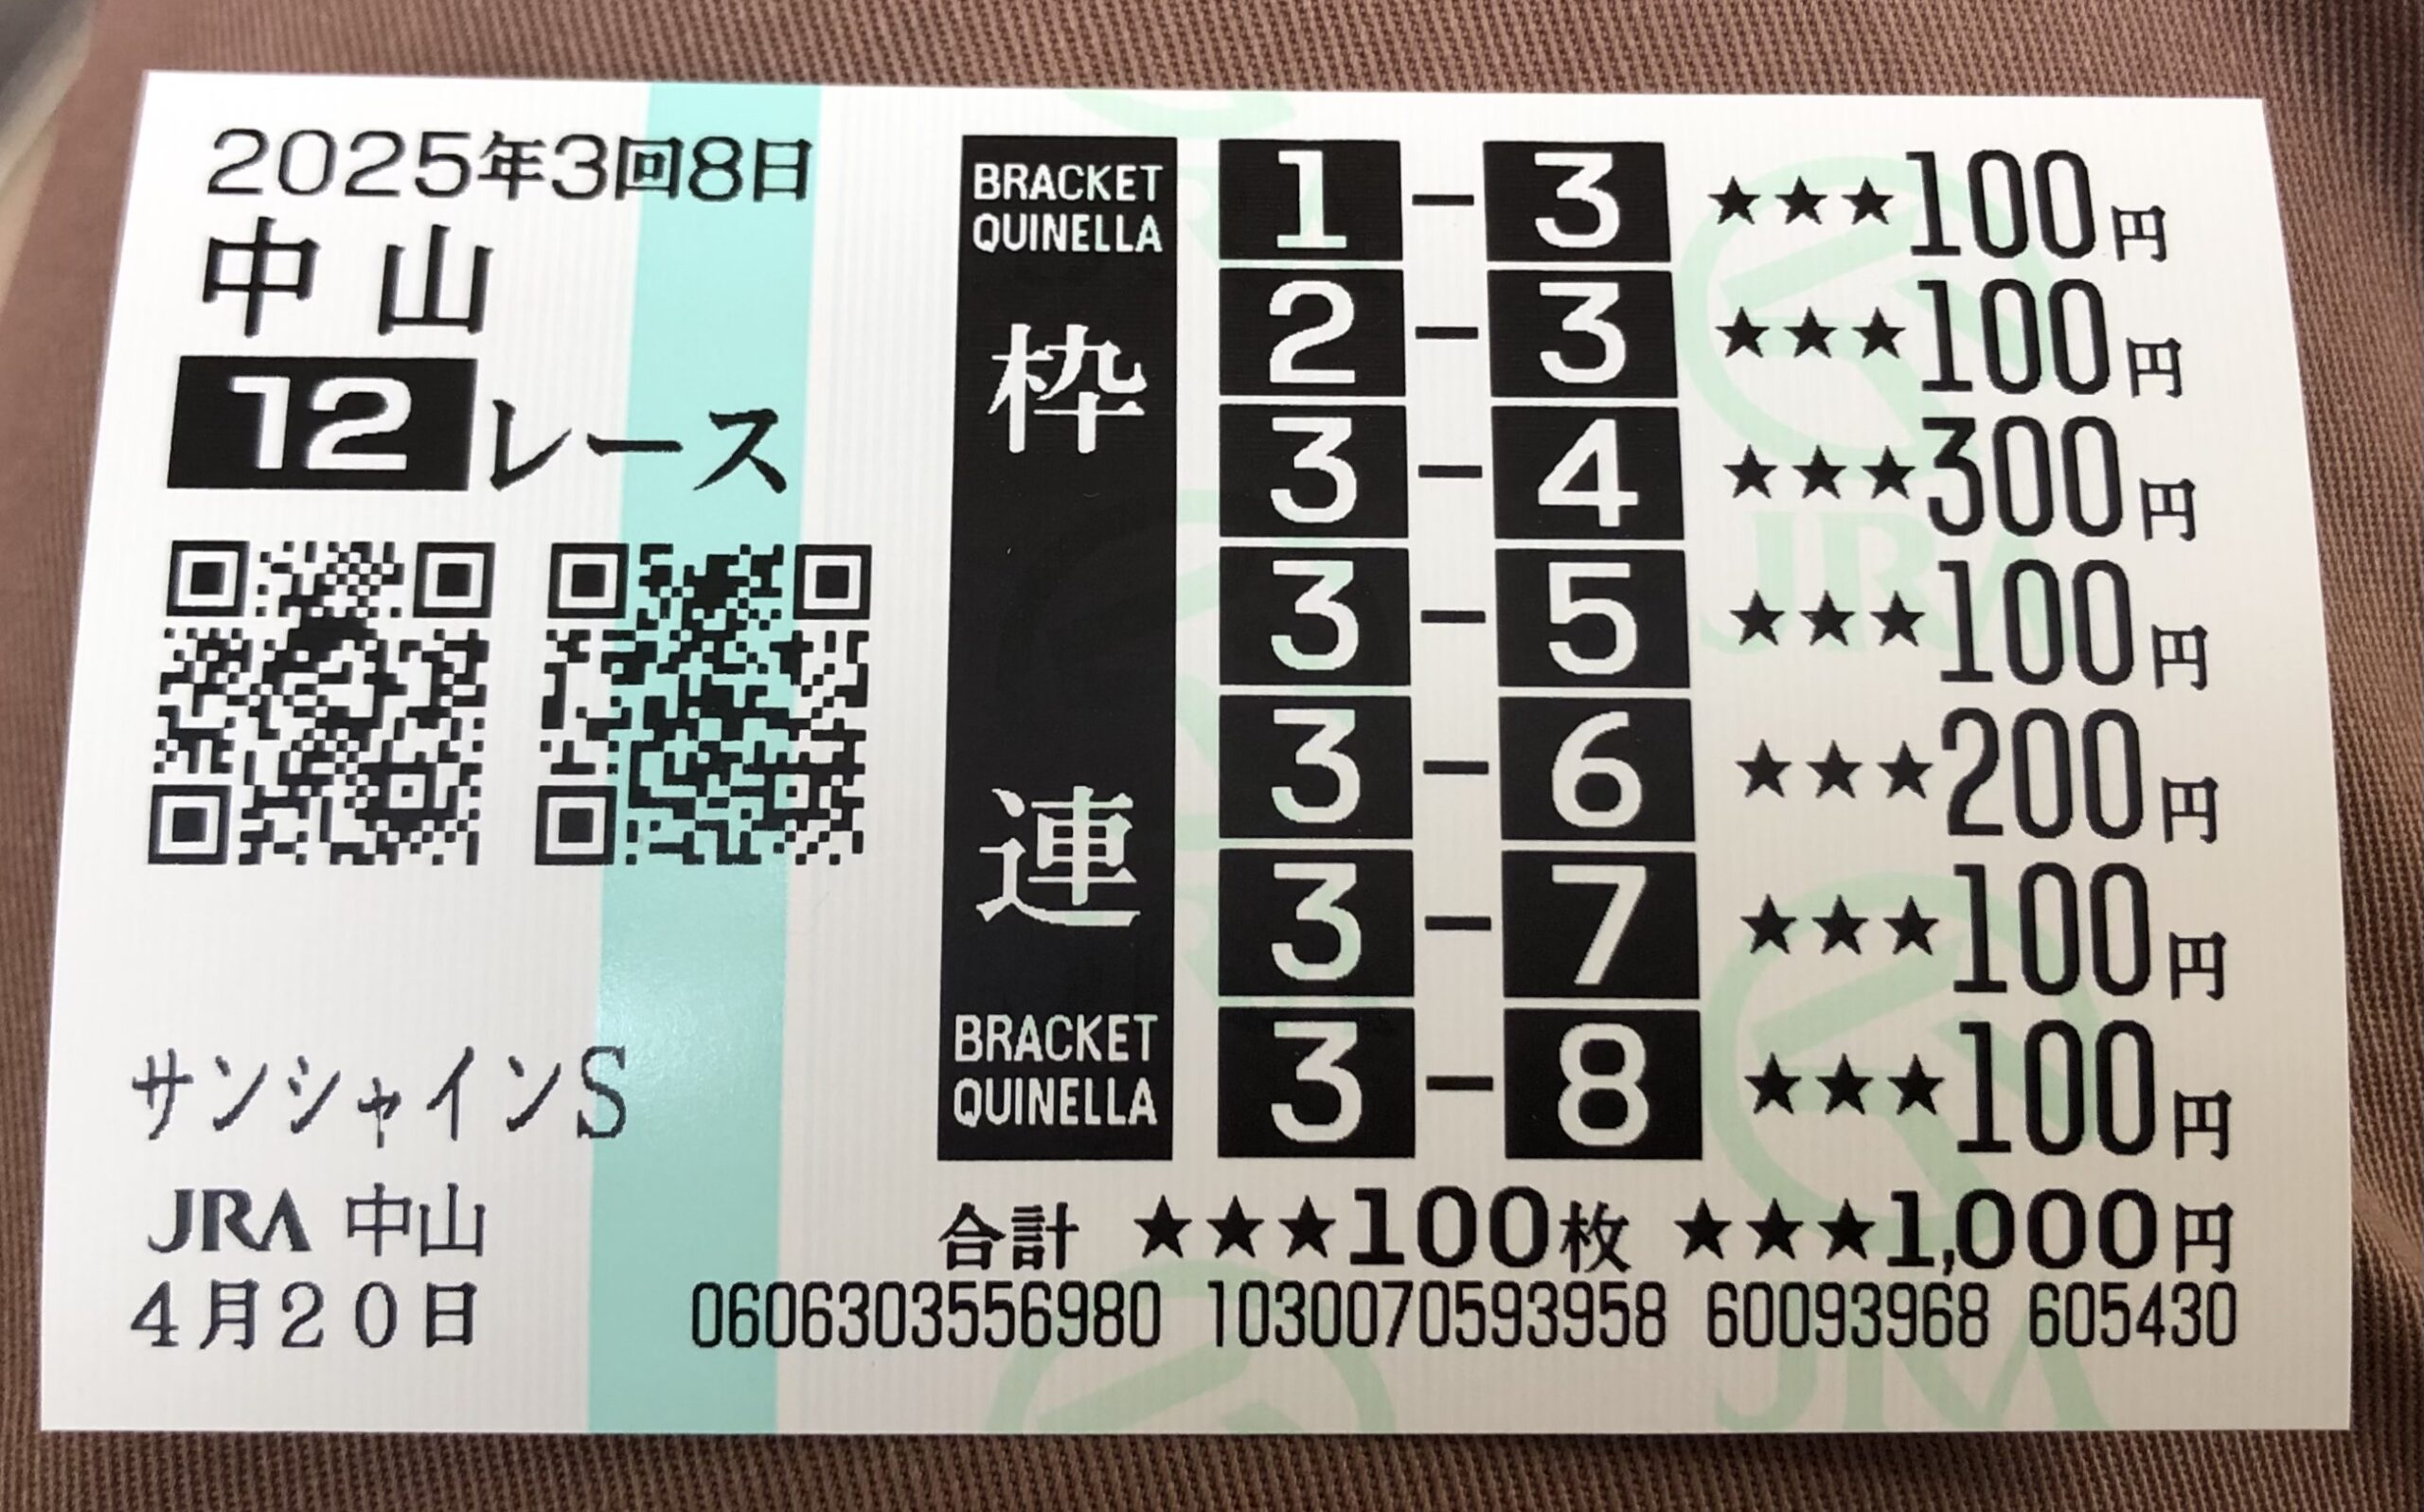 2025年3回8日
中山
12レース
サンシャインS
JRA 中山
4月20日
BRACKET
QUINELLA
枠
連
BRACKET
QUINELLA
1-3 ★★★100円
2-3 ★★★100円
3-4 ★★★300円
3-5 ★★★100円
3-6 ★★★200円
3-7 ★★★100円
3-8 ★★★100円
合計 ★★★100枚 ★★★1,000円
0606303556980 1030070593958 60093968 605430
JRA
JRA